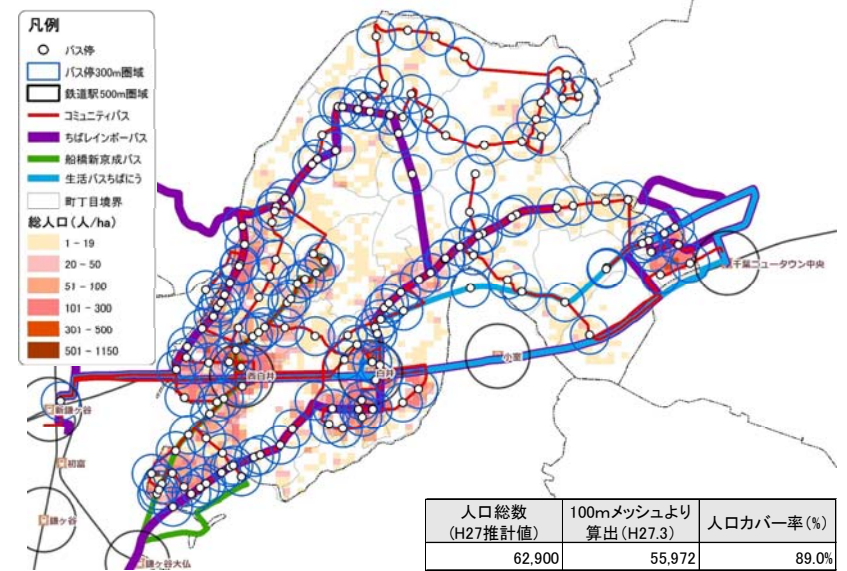 凡例
バス停
バス停300m圏域
鉄道駅500m圏域
コミュニティバス
ちばレインボーバス
船橋新京成バス
生活バスちばにう
町丁目境界
総人口(人/ha)
1 - 19
20 - 50
51 - 100
101 - 300
301 - 500
501 - 1150
千葉ニュータウン中央
小室
西白井
白井
新鎌ヶ谷
初富
鎌ヶ谷
鎌ヶ谷大仏
人口総数 100mメッシュより 人口カバー率(%)
(H27推計値) 算出(H27.3)
62,900 55,972 89.0%